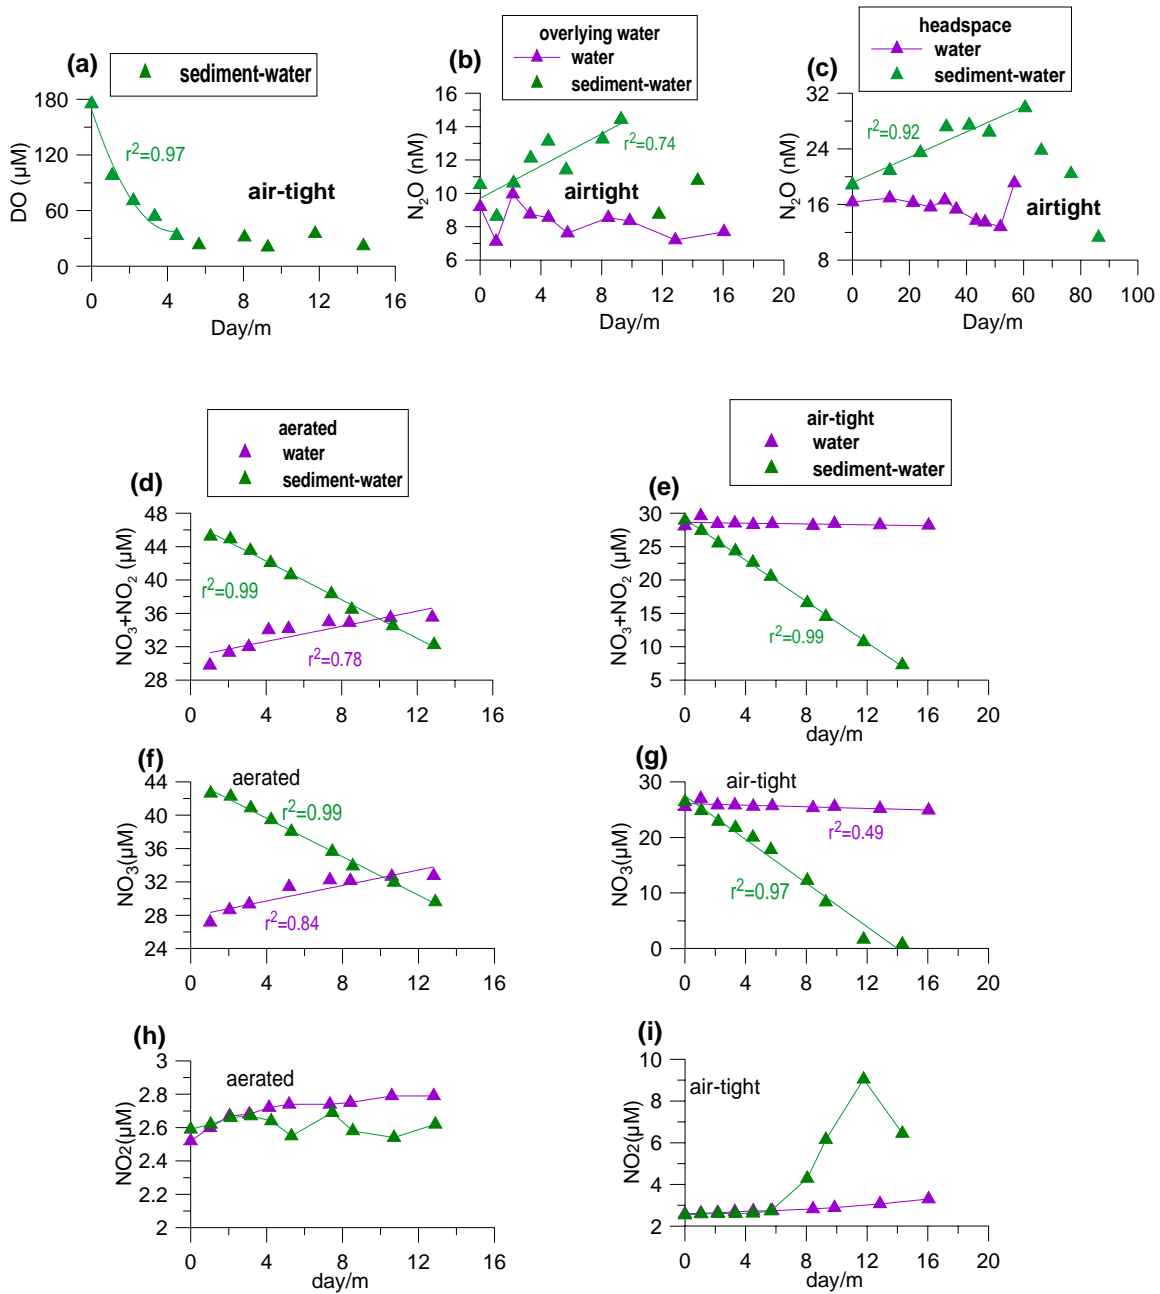 (a)
sediment-water
180
120
60
0
DO (µM)
r2=0.97
air-tight
0 4 8 12 16
Day/m
(b)
overlying water
water
sediment-water
16
14
12
10
8
6
N2O (nM)
r2=0.74
airtight
0 4 8 12 16 20
Day/m
(c)
headspace
water
sediment-water
32
24
16
8
N2O (nM)
r2=0.92
airtight
0 20 40 60 80 100
Day/m
(d)
aerated
water
sediment-water
48
44
40
36
32
28
NO3+NO2 (µM)
r2=0.99
r2=0.78
0 4 8 12 16
(e)
air-tight
water
sediment-water
30
25
20
15
10
5
NO3+NO2 (µM)
r2=0.99
0 4 8 12 16 20
day/m
(f)
aerated
44
40
36
32
28
24
NO3(µM)
r2=0.99
r2=0.84
0 4 8 12 16
(g)
air-tight
30
20
10
0
NO3(µM)
r2=0.49
r2=0.97
0 4 8 12 16 20
(h)
aerated
3
2.8
2.6
2.4
2.2
2
NO2(µM)
0 4 8 12 16
day/m
(i)
air-tight
10
8
6
4
2
NO2(µM)
0 4 8 12 16 20
day/m